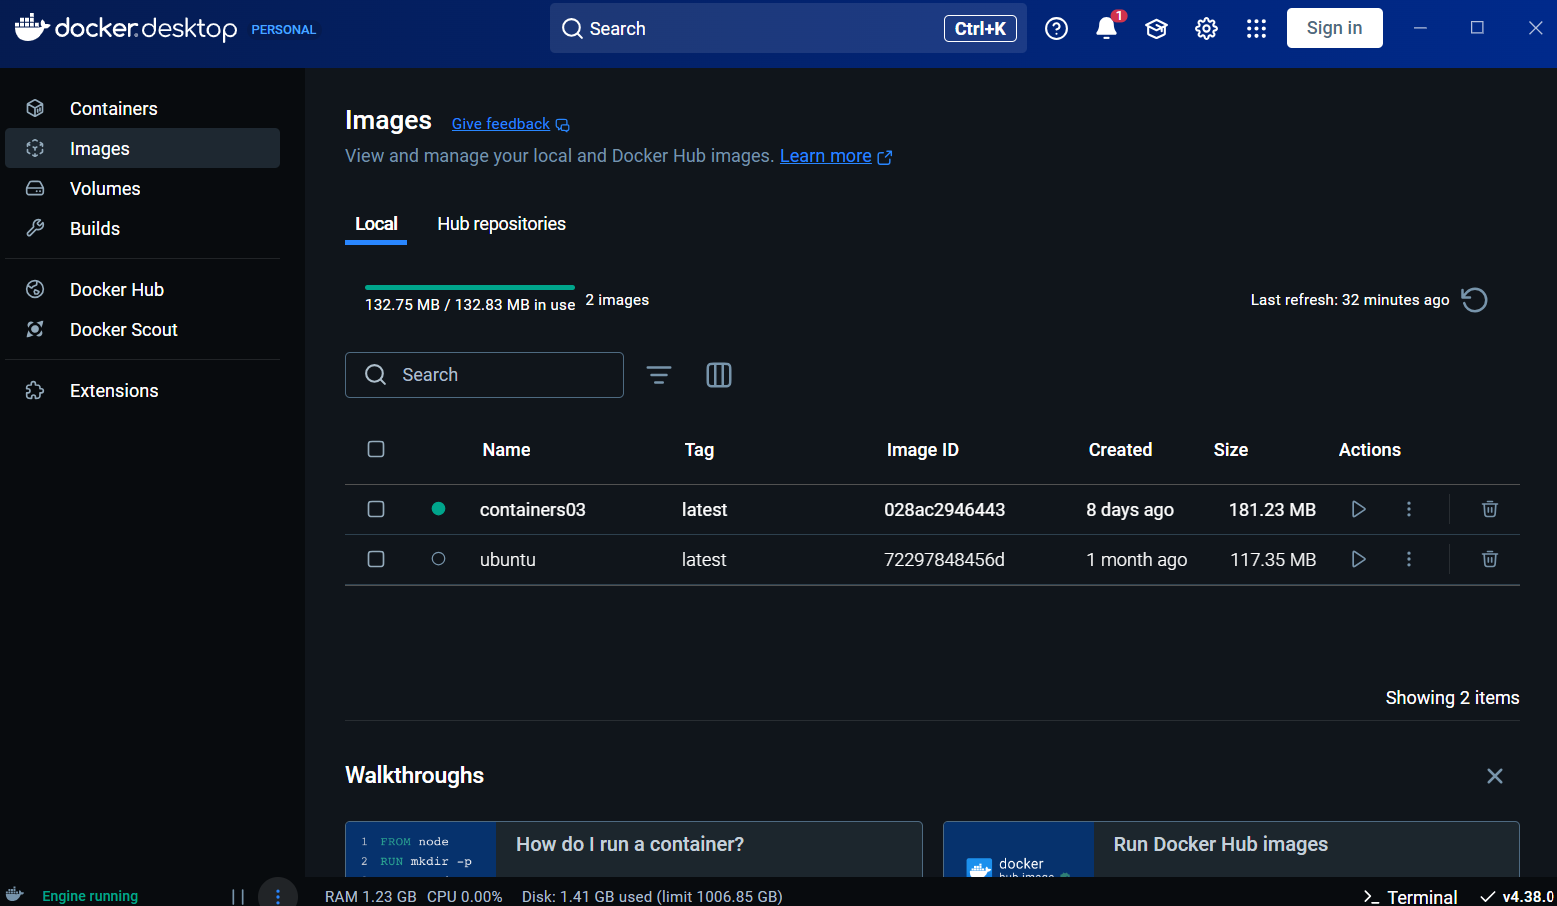 docker.desktop PERSONAL
Search Ctrl+K
1
Sign in
Containers
Images
Volumes
Builds
Docker Hub
Docker Scout
Extensions
Images Give feedback
View and manage your local and Docker Hub images. Learn more
Local Hub repositories
132.75 MB / 132.83 MB in use 2 images
Last refresh: 32 minutes ago
Search
Name Tag Image ID Created Size Actions
containers03 latest 028ac2946443 8 days ago 181.23 MB
ubuntu latest 72297848456d 1 month ago 117.35 MB
Showing 2 items
Walkthroughs
1 FROM node
2 RUN mkdir -p
How do I run a container?
docker
hub image
Run Docker Hub images
Engine running
RAM 1.23 GB CPU 0.00% Disk: 1.41 GB used (limit 1006.85 GB)
>_ Terminal v4.38.0